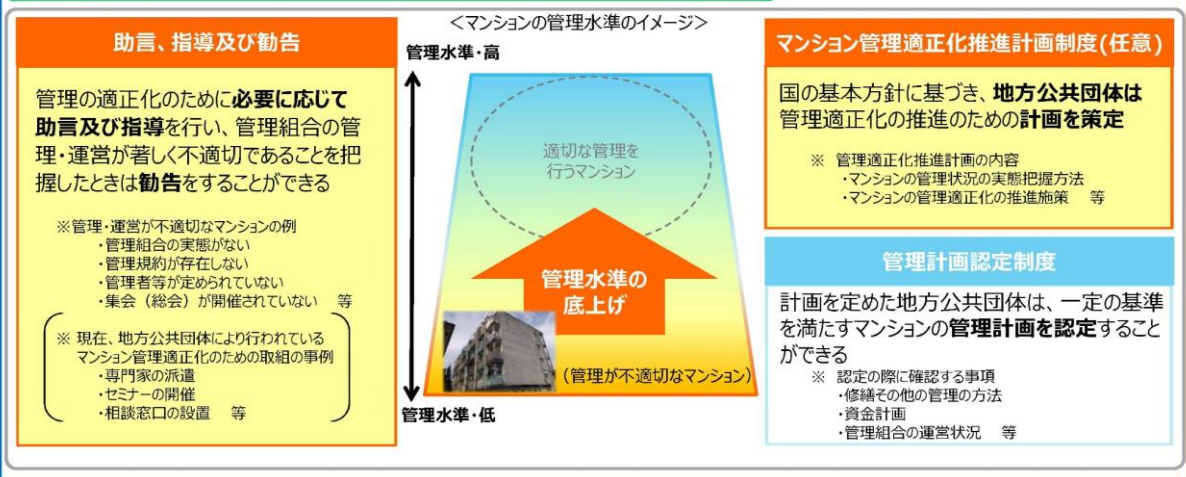 <マンションの管理水準のイメージ>
助言、指導及び勧告
管理の適正化のために必要に応じて
助言及び指導を行い、管理組合の管
理・運営が著しく不適切であることを把
握したときは勧告をすることができる
※管理・運営が不適切なマンションの例
・管理組合の実態がない
・管理規約が存在しない
・管理者等が定められていない
・集会（総会）が開催されていない　等
※ 現在、地方公共団体により行われている
マンション管理適正化のための取組の事例
・専門家の派遣
・セミナーの開催
・相談窓口の設置　等
管理水準・高
適切な管理を
行うマンション
管理水準の
底上げ
（管理が不適切なマンション）
管理水準・低
マンション管理適正化推進計画制度(任意)
国の基本方針に基づき、地方公共団体は
管理適正化の推進のための計画を策定
※ 管理適正化推進計画の内容
・マンションの管理状況の実態把握方法
・マンションの管理適正化の推進施策　等
管理計画認定制度
計画を定めた地方公共団体は、一定の基準
を満たすマンションの管理計画を認定すること
ができる
※ 認定の際に確認する事項
・修繕その他の管理の方法
・資金計画
・管理組合の運営状況　等